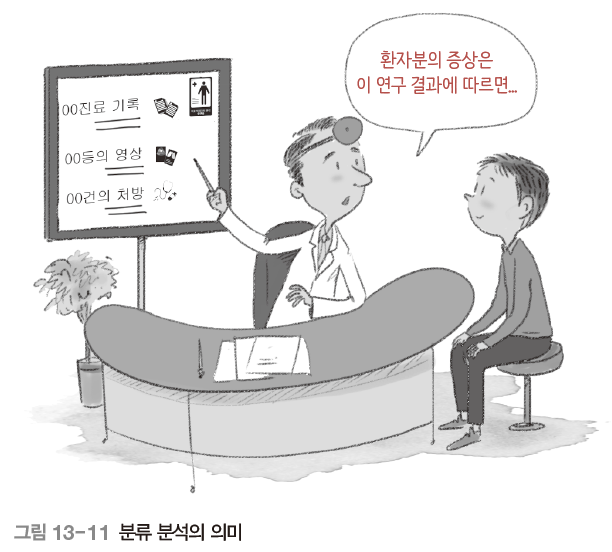 환자분의 증상은
이 연구 결과에 따르면...
00진료 기록
00등의 영상
00건의 처방
그림 13-11 분류 분석의 의미